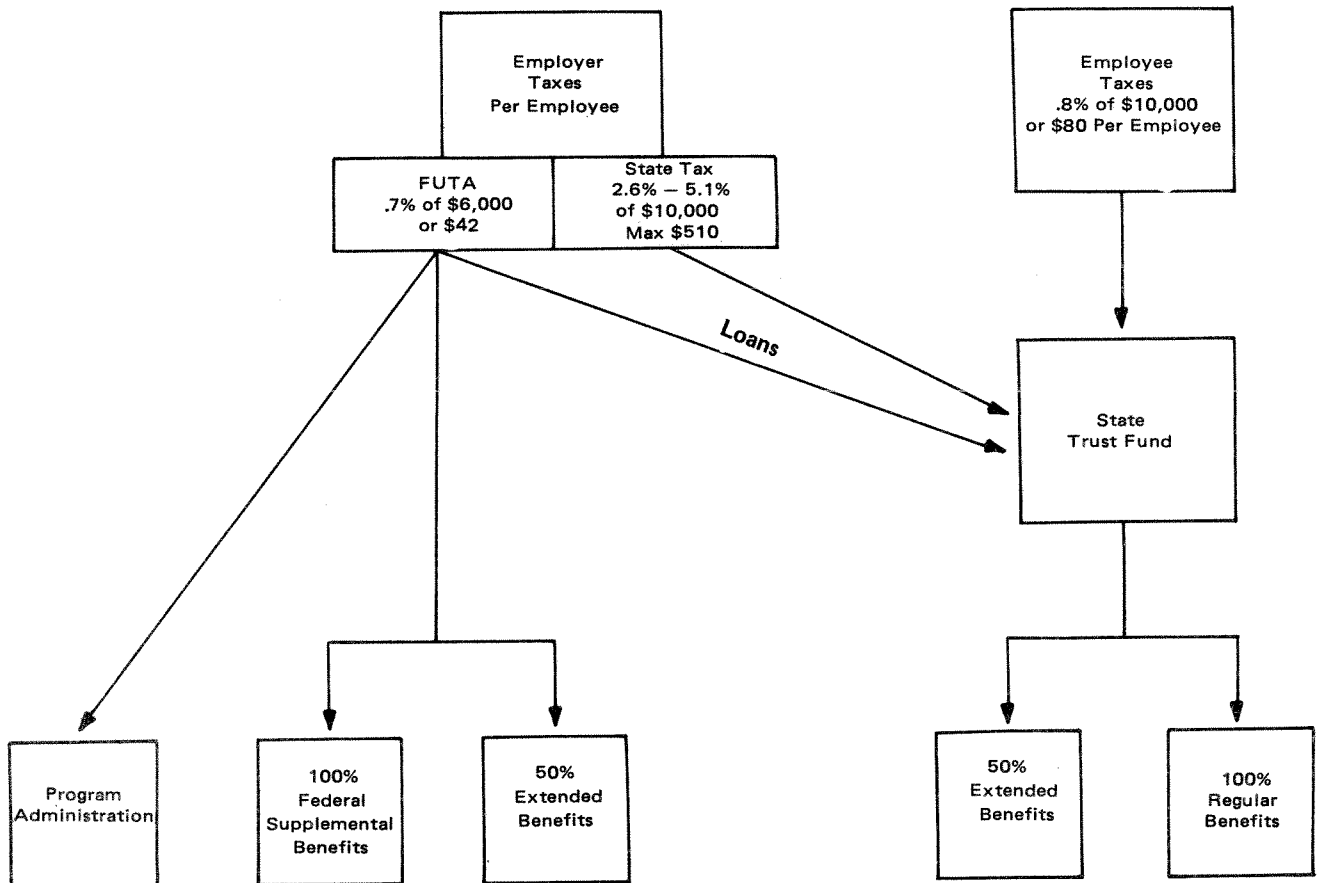 Employer
Taxes
Per Employee
Employee
Taxes
.8% of $10,000
or $80 Per Employee
FUTA
.7% of $6,000
or $42
State Tax
2.6% — 5.1%
of $10,000
Max $510
Loans
State
Trust Fund
Program
Administration
100%
Federal
Supplemental
Benefits
50%
Extended
Benefits
50%
Extended
Benefits
100%
Regular
Benefits